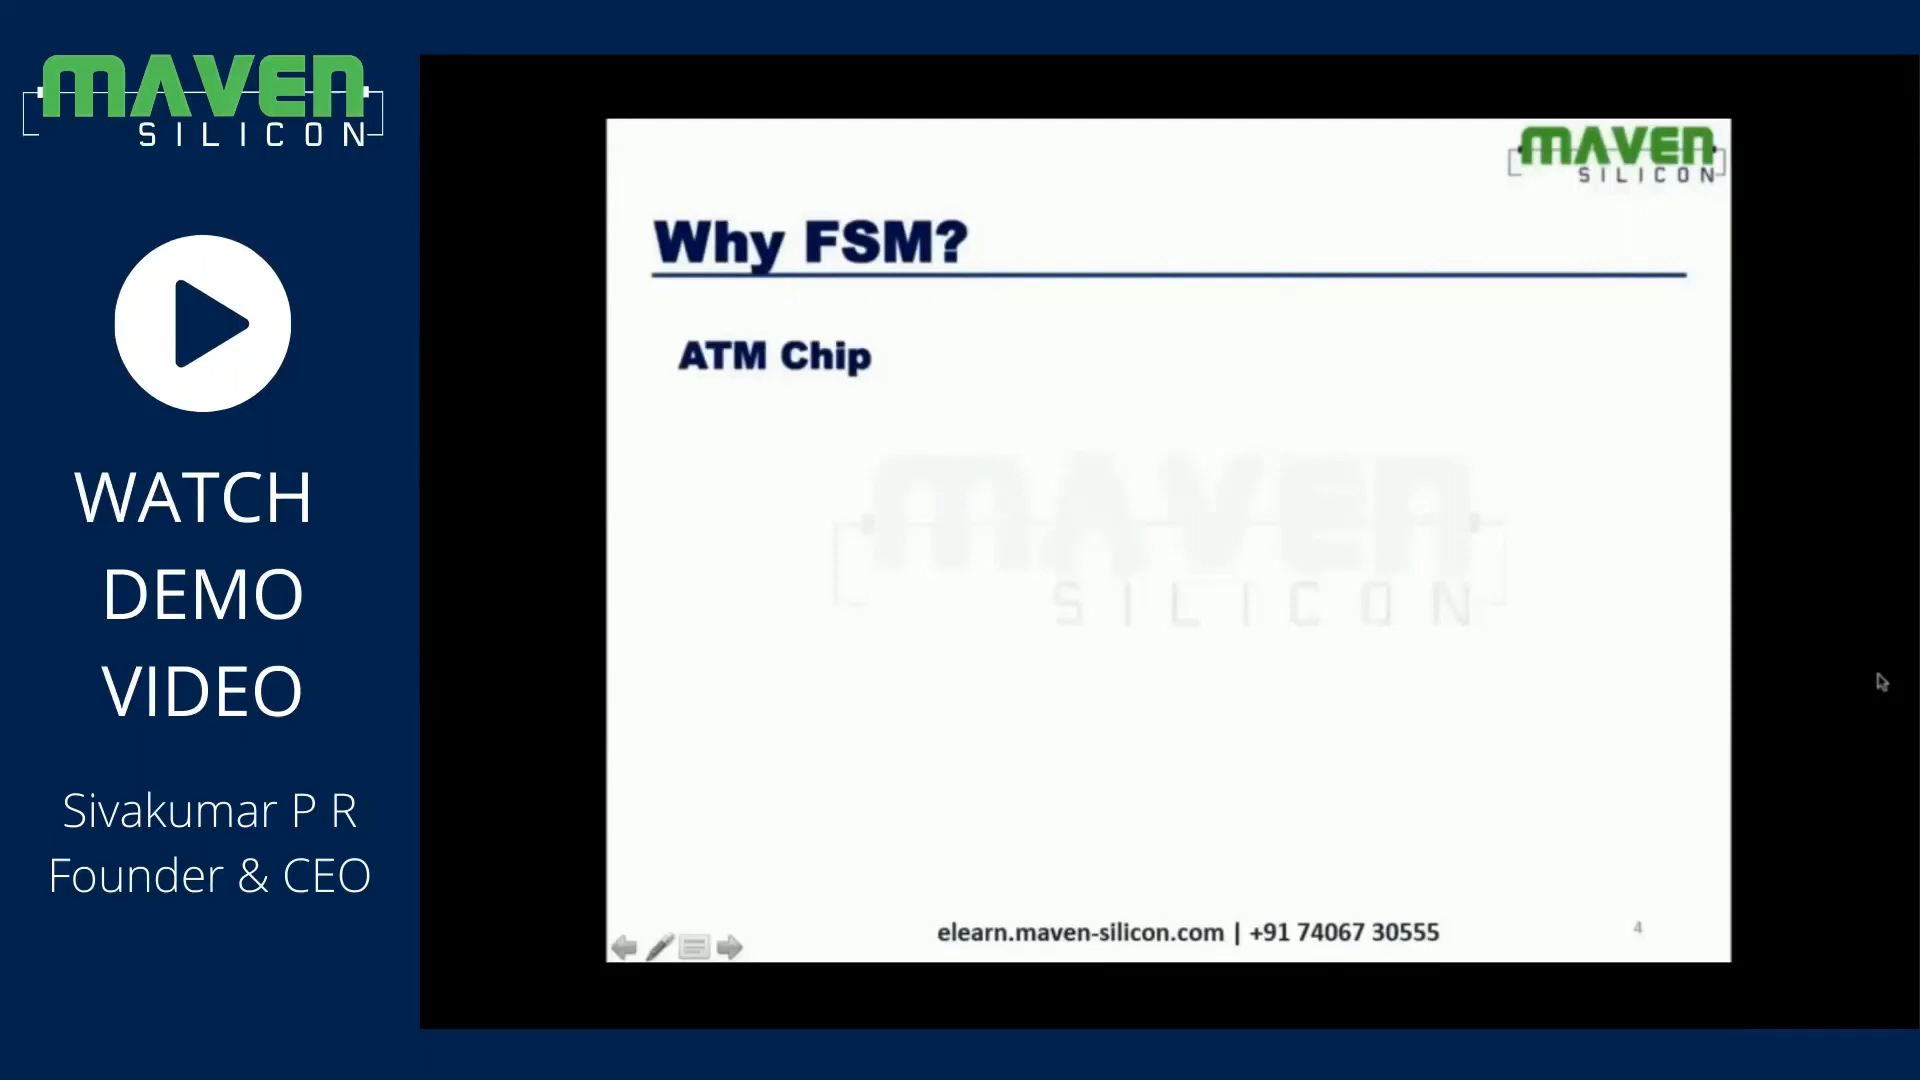 MAVEN
SILICON
WATCH
DEMO
VIDEO
Sivakumar P R
Founder & CEO
MAVEN
SILICON
Why FSM?
ATM Chip
MAVEN
SILICON
elearn.maven-silicon.com | +91 74067 30555
4